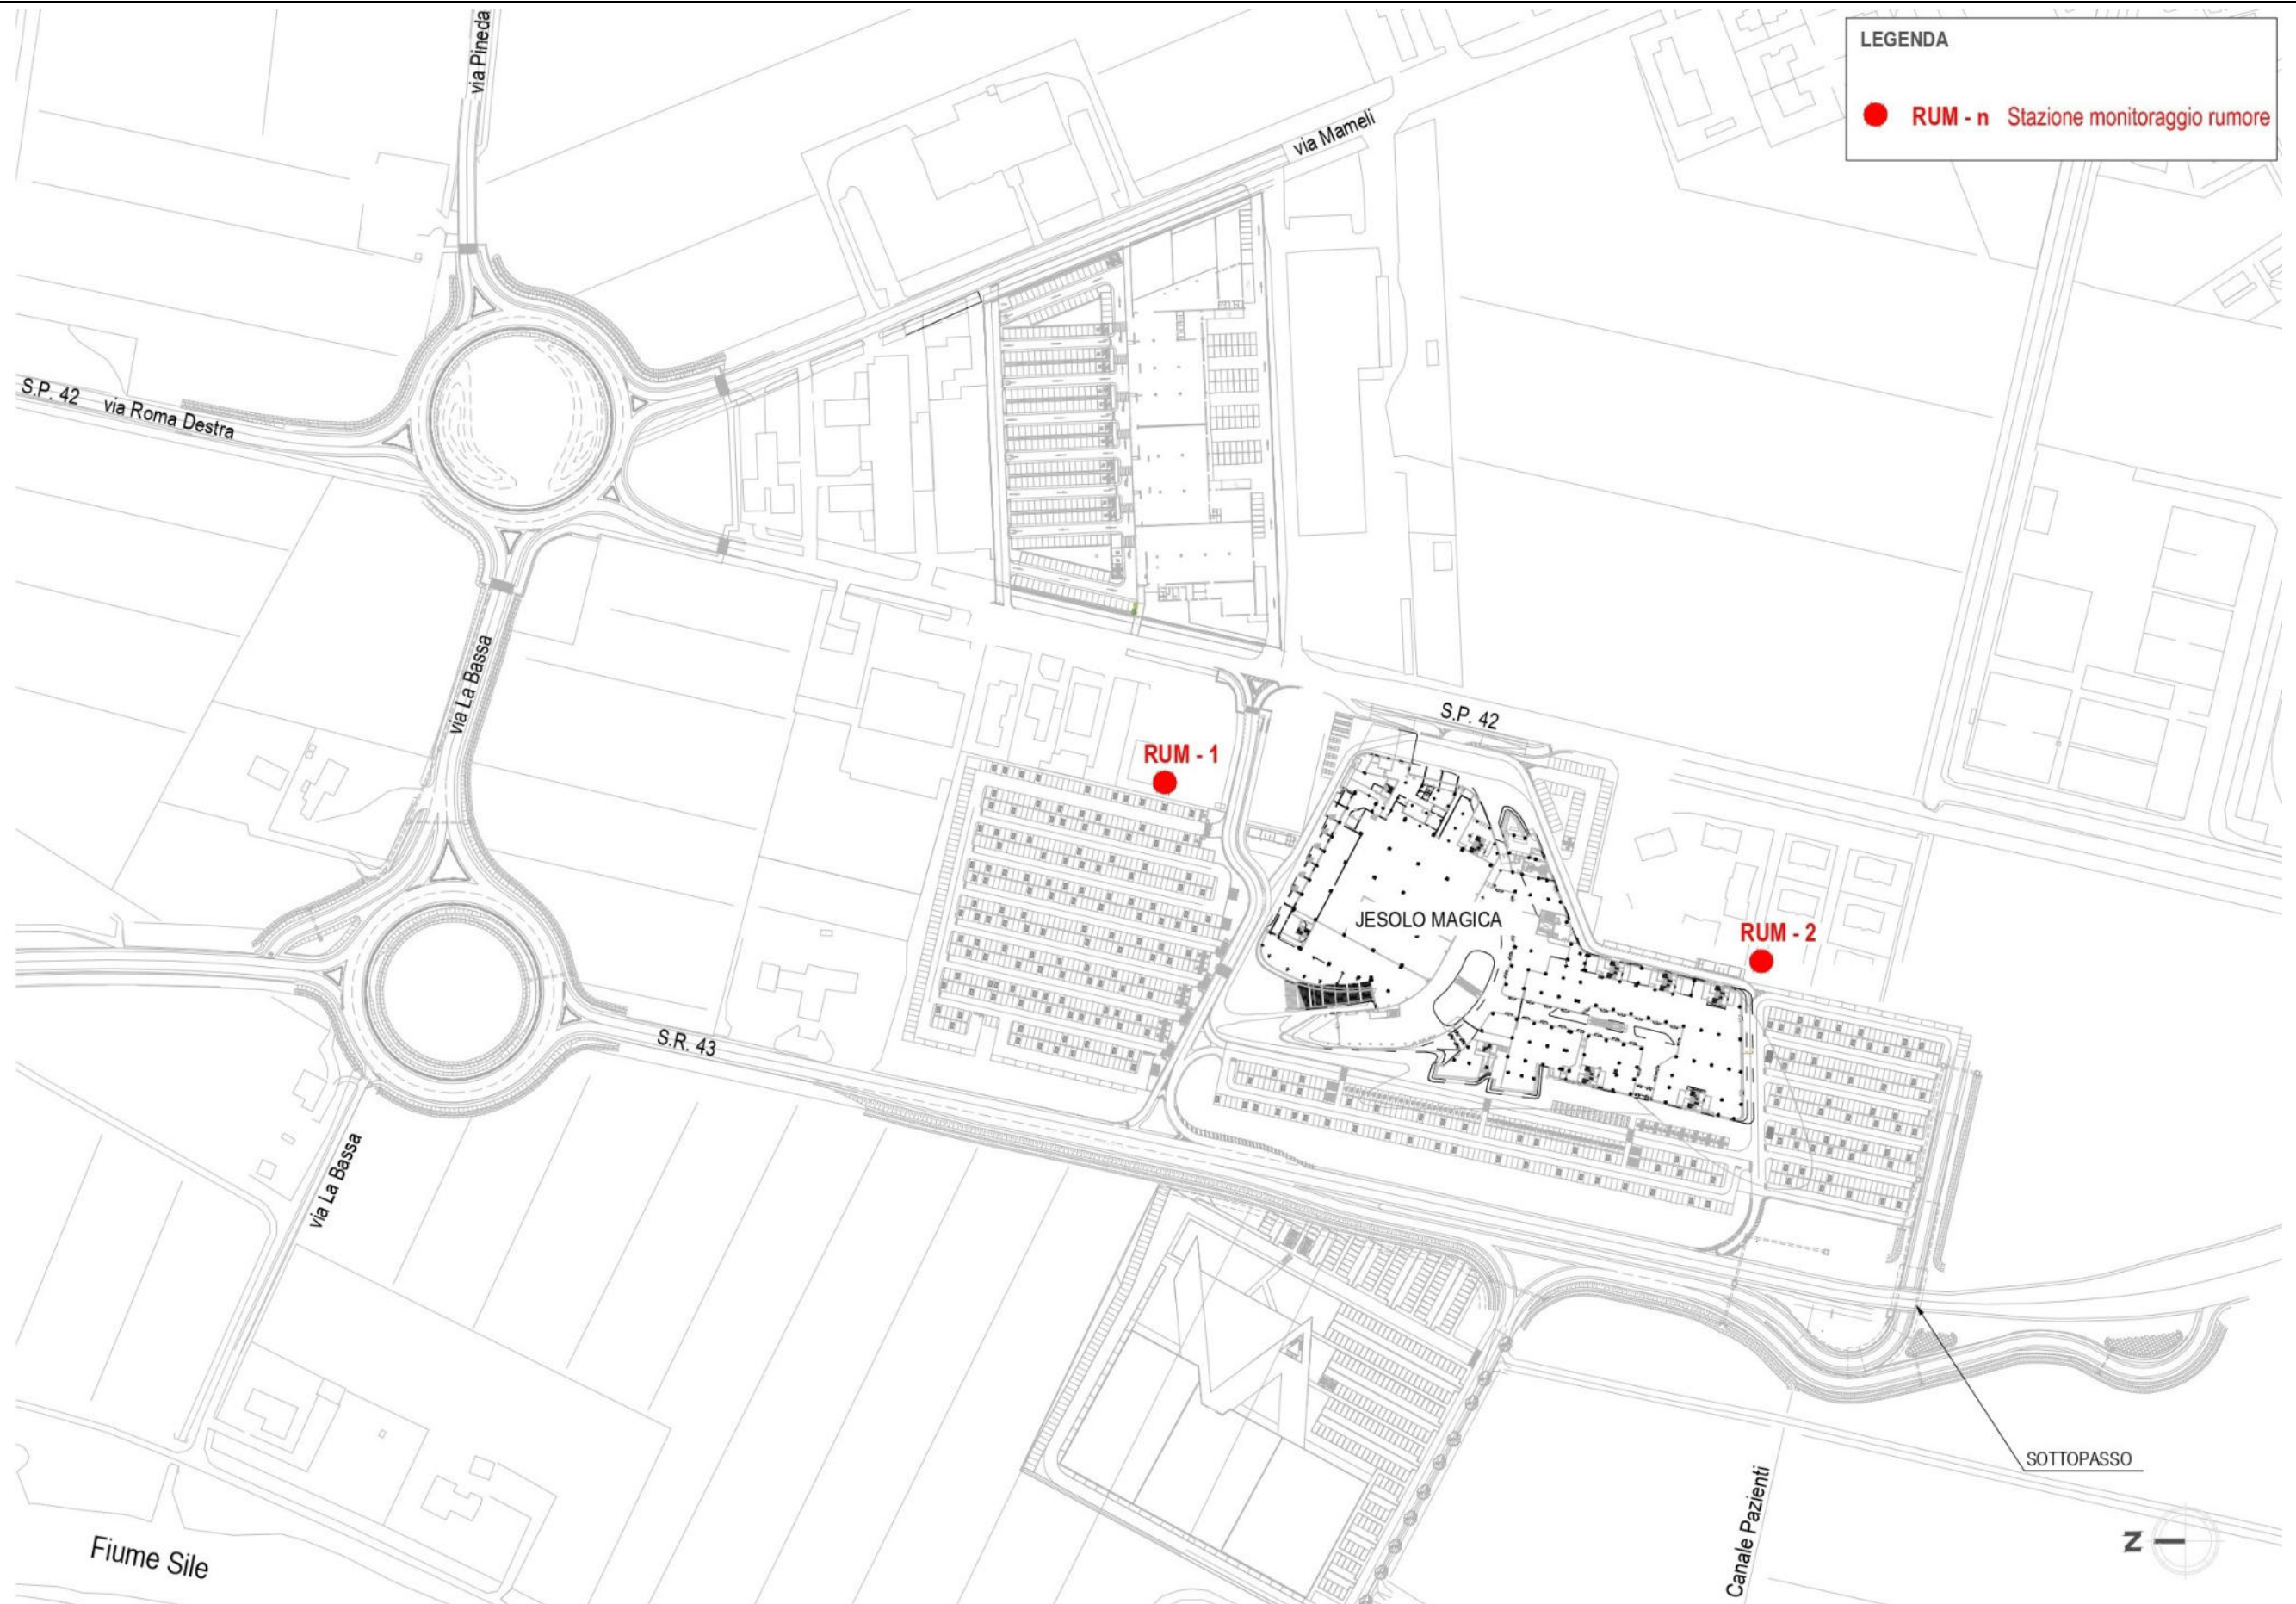 via Pineda
LEGENDA
RUM - n Stazione monitoraggio rumore
via Mameli
S.P. 42 via Roma Destra
via La Bassa
S.P. 42
RUM - 1
JESOLO MAGICA
RUM - 2
S.R. 43
via La Bassa
SOTTOPASSO
Canale Pazienti
Fiume Sile
N